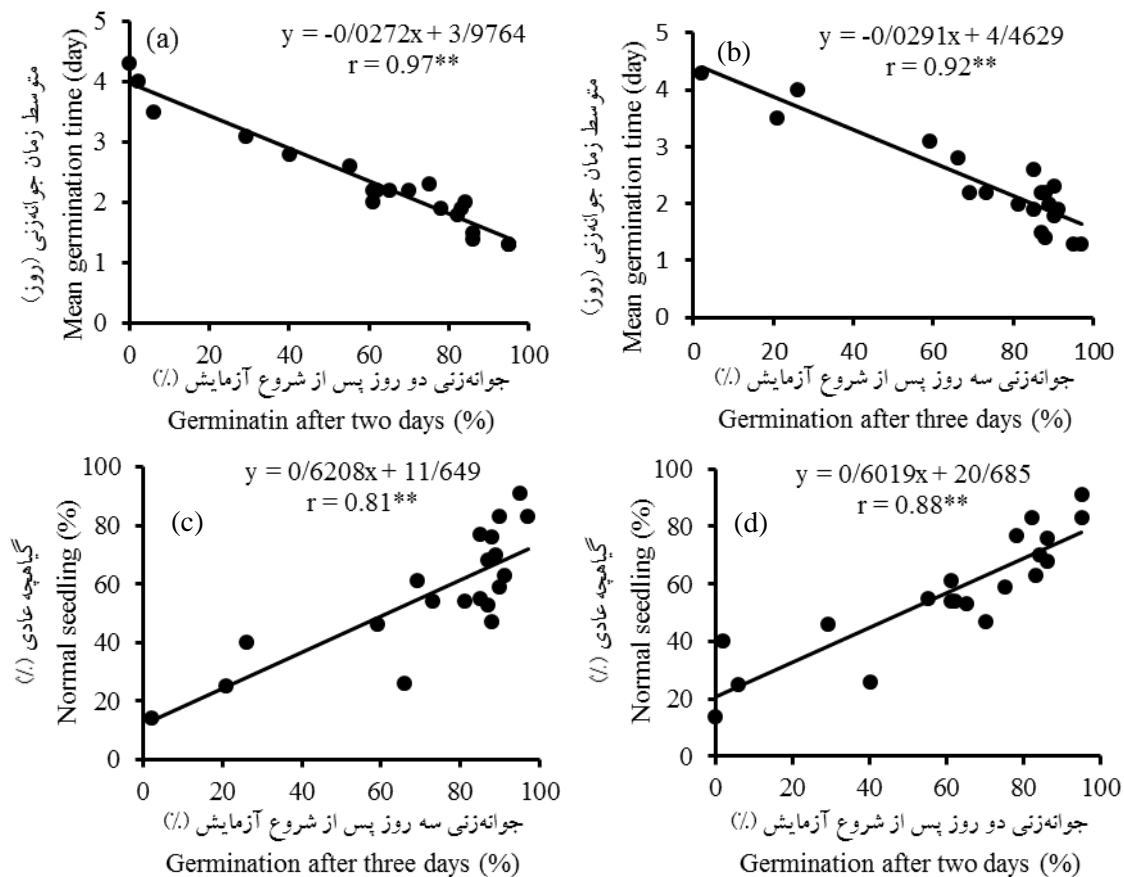 (a)
y = -0/0272x + 3/9764
r = 0.97**
متوسط زمان جوانه‌زنی (روز)
Mean germination time (day)
5
4
3
2
1
0
0 20 40 60 80 100
جوانه‌زنی دو روز پس از شروع آزمایش (٪)
Germinatin after two days (%)
(b)
y = -0/0291x + 4/4629
r = 0.92**
متوسط زمان جوانه‌زنی (روز)
Mean germination time (day)
5
4
3
2
1
0
0 20 40 60 80 100
جوانه‌زنی سه روز پس از شروع آزمایش (٪)
Germination after three days (%)
(c)
y = 0/6208x + 11/649
r = 0.81**
گیاهچه عادی (٪)
Normal seedling (%)
100
80
60
40
20
0
0 20 40 60 80 100
جوانه‌زنی سه روز پس از شروع آزمایش (٪)
Germination after three days (%)
(d)
y = 0/6019x + 20/685
r = 0.88**
گیاهچه عادی (٪)
Normal seedling (%)
100
80
60
40
20
0
0 20 40 60 80 100
جوانه‌زنی دو روز پس از شروع آزمایش (٪)
Germination after two days (%)